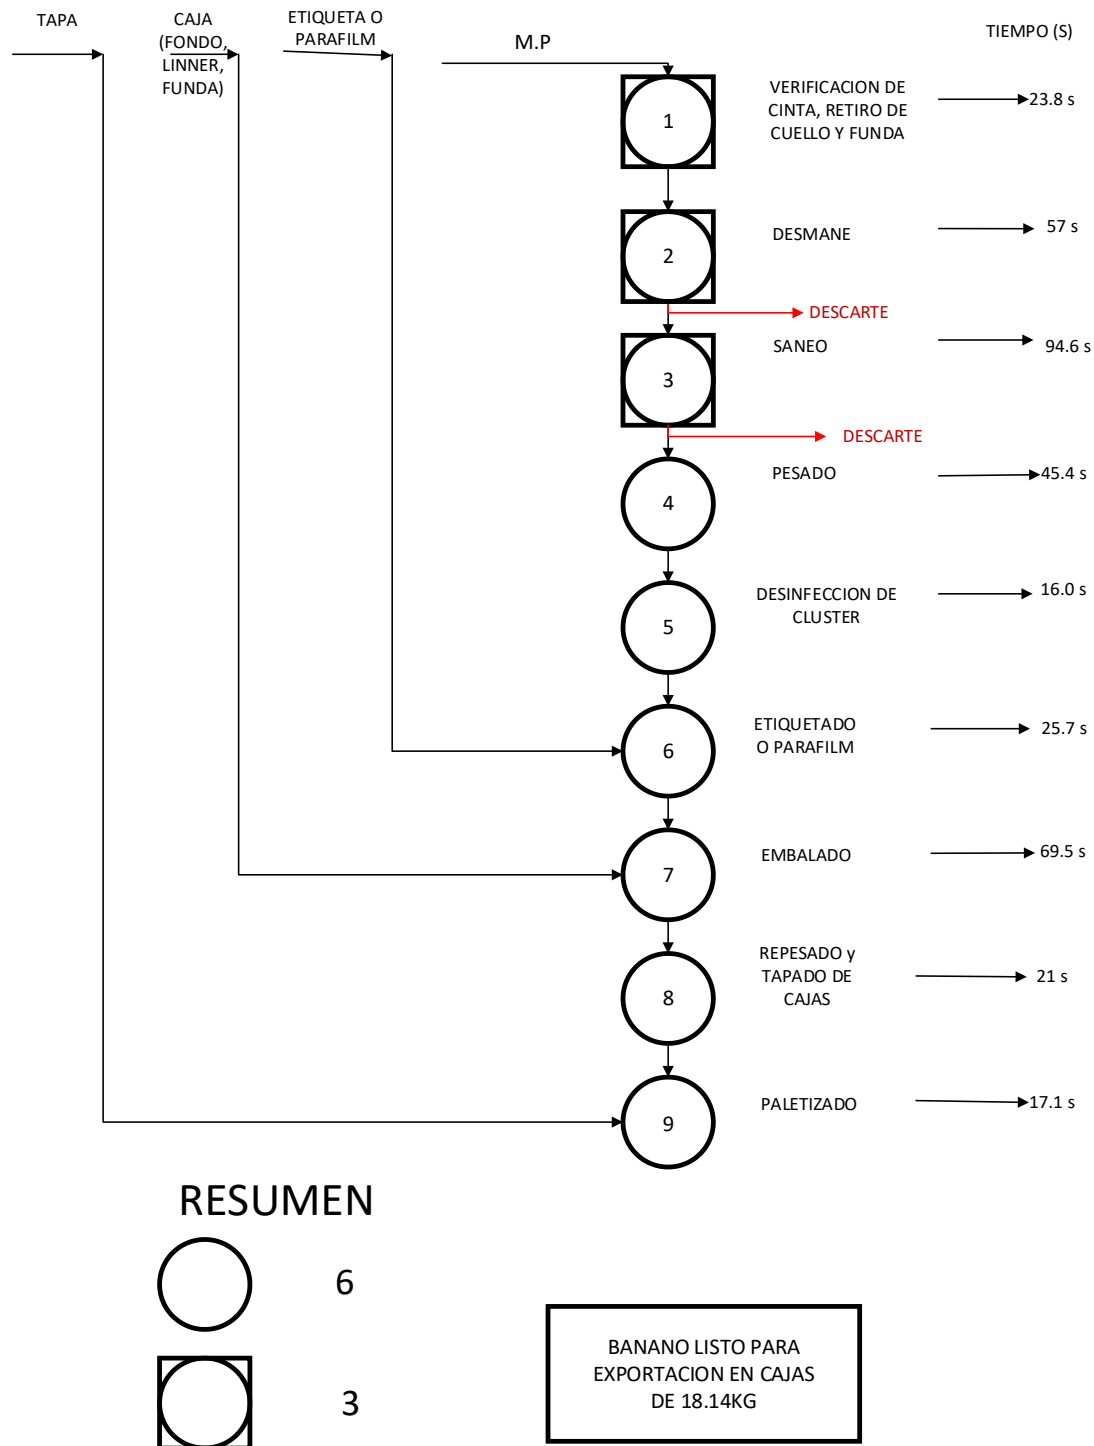 TAPA
CAJA
(FONDO,
LINNER,
FUNDA)
ETIQUETA O
PARAFILM
M.P
TIEMPO (S)
1
VERIFICACION DE
CINTA, RETIRO DE
CUELLO Y FUNDA
23.8 s
2
DESMANE
57 s
DESCARTE
3
SANEO
94.6 s
DESCARTE
4
PESADO
45.4 s
5
DESINFECCION DE
CLUSTER
16.0 s
6
ETIQUETADO
O PARAFILM
25.7 s
7
EMBALADO
69.5 s
8
REPESADO y
TAPADO DE
CAJAS
21 s
9
PALETIZADO
17.1 s
RESUMEN
6
3
BANANO LISTO PARA
EXPORTACION EN CAJAS
DE 18.14KG